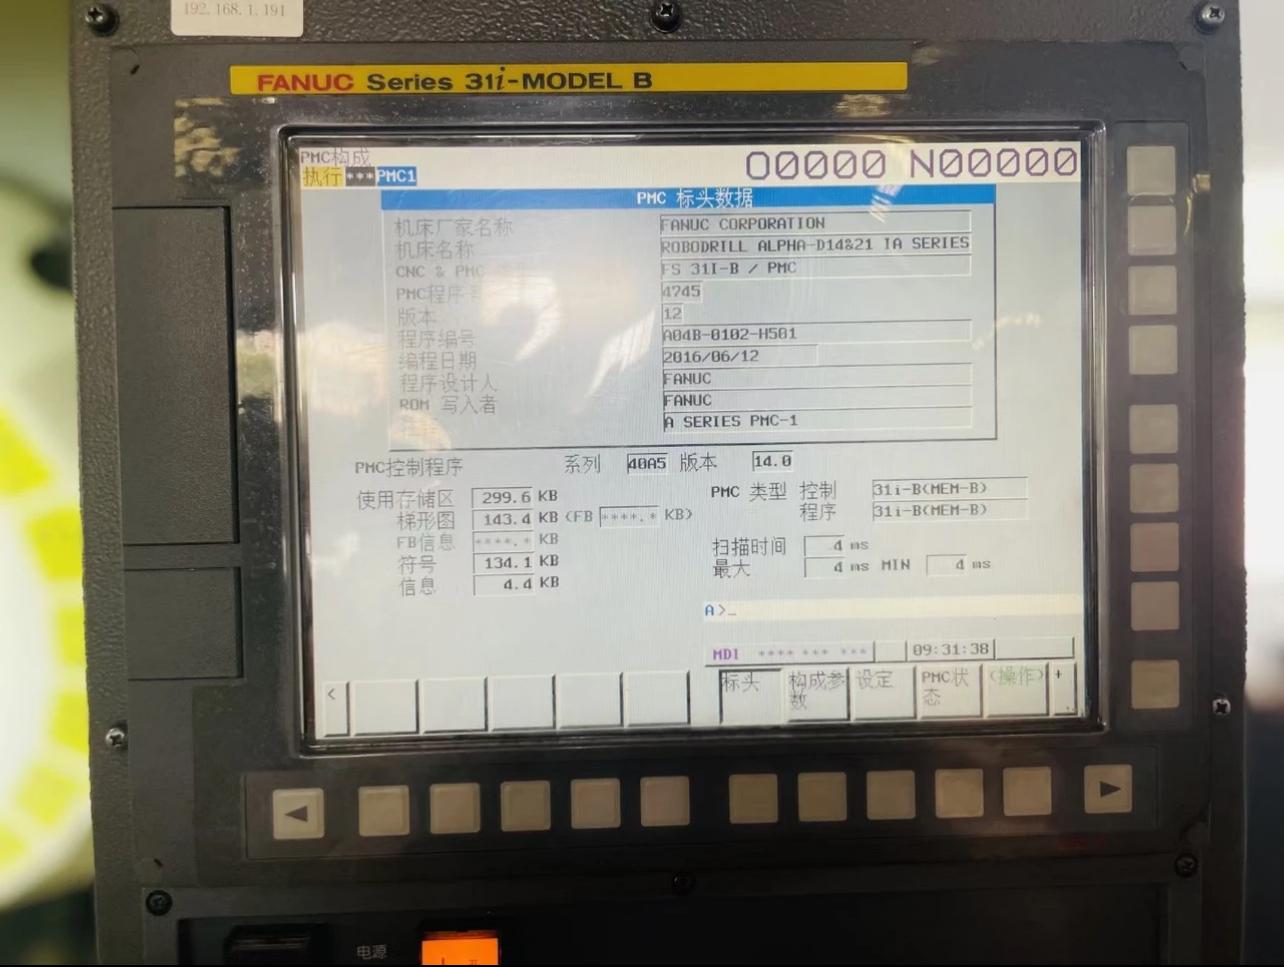 192.168.1.191
FANUC Series 31i-MODEL B
PMC构成
O0000 N00000
执行***PMC1
PMC 标头数据
机床厂家名称 FANUC CORPORATION
机床名称 ROBODRILL ALPHA-D14&21 IA SERIES
CNC & PMC FS 31I-B / PMC
PMC程序 4745
版本 12
程序编号 A04B-0102-H501
编程日期 2016/06/12
程序设计人 FANUC
ROM 写入者 FANUC
A SERIES PMC-1
PMC控制程序 系列 40A5 版本 14.0
使用存储区 299.6 KB PMC 类型 控制 31i-B(MEM-B)
梯形图 143.4 KB (FB ****.* KB) 程序 31i-B(MEM-B)
FB信息 ****.* KB 扫描时间 4 ms
符号 134.1 KB 最大 4 ms MIN 4 ms
信息 4.4 KB
A>_
MDI **** *** *** 09:31:38
< 标头 构成参数 设定 PMC状态 (操作) +
电源